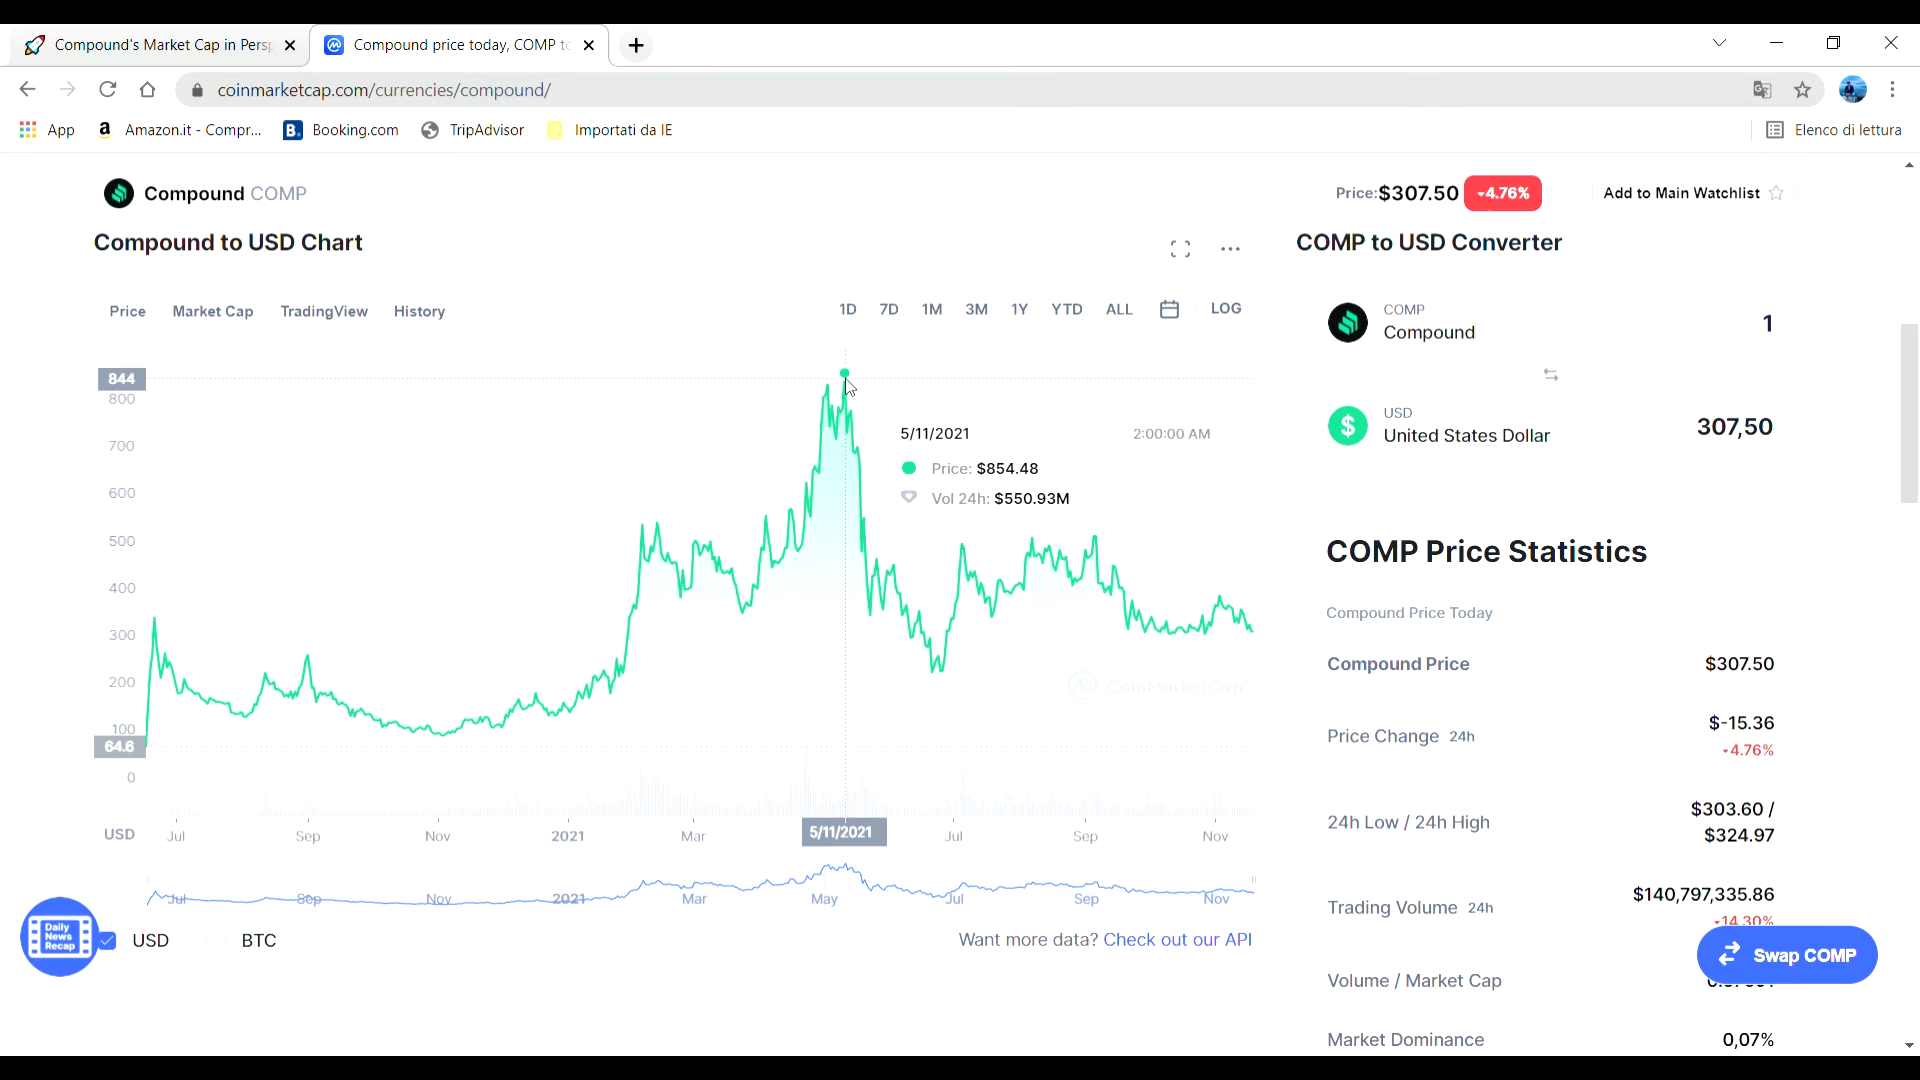 Compound's Market Cap in Persp
Compound price today, COMP to
coinmarketcap.com/currencies/compound/
App
a Amazon.it - Compr...
B. Booking.com
TripAdvisor
Importati da IE
Elenco di lettura
Compound COMP
Price:$307.50
-4.76%
Add to Main Watchlist
Compound to USD Chart
COMP to USD Converter
Price Market Cap TradingView History
1D 7D 1M 3M 1Y YTD ALL LOG
COMP
Compound
1
USD
United States Dollar
307,50
844
800
700
600
500
400
300
200
100
64.6
0
5/11/2021 2:00:00 AM
Price: $854.48
Vol 24h: $550.93M
CoinMarketCap
USD Jul Sep Nov 2021 Mar 5/11/2021 Jul Sep Nov
Jul Sep Nov 2021 Mar May Jul Sep Nov
Daily
News
Recap
USD BTC
Want more data? Check out our API
COMP Price Statistics
Compound Price Today
Compound Price $307.50
Price Change 24h $-15.36
-4.76%
24h Low / 24h High $303.60 /
$324.97
Trading Volume 24h $140,797,335.86
-14.30%
Swap COMP
Volume / Market Cap
Market Dominance 0,07%